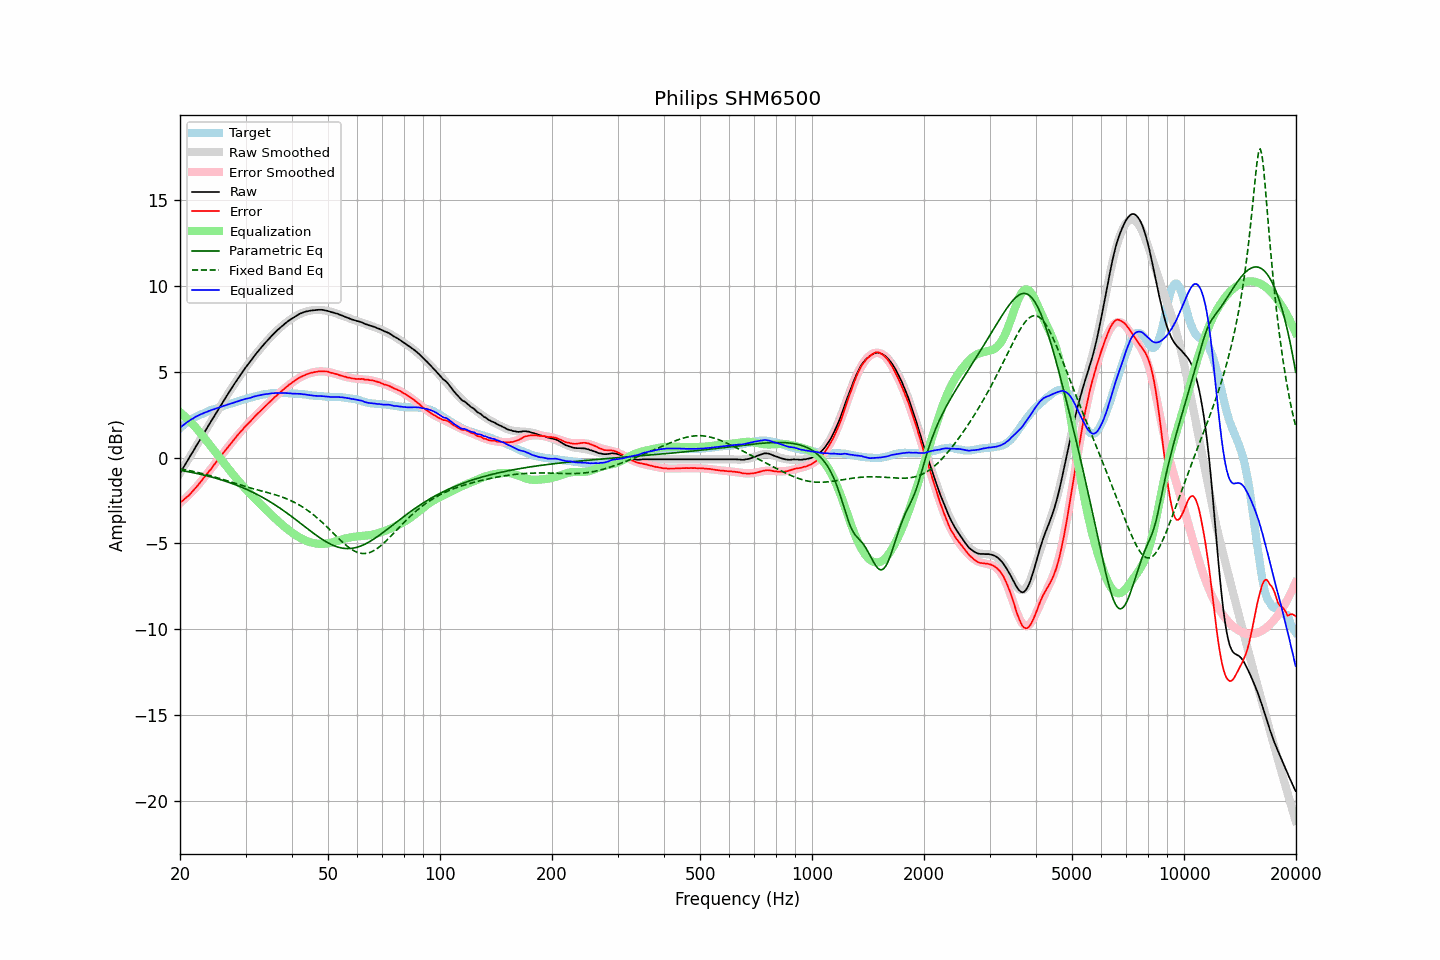 Philips SHM6500
Target
Raw Smoothed
Error Smoothed
Raw
Error
Equalization
Parametric Eq
Fixed Band Eq
Equalized
Amplitude (dBr)
15
10
5
0
−5
−10
−15
−20
20 50 100 200 500 1000 2000 5000 10000 20000
Frequency (Hz)